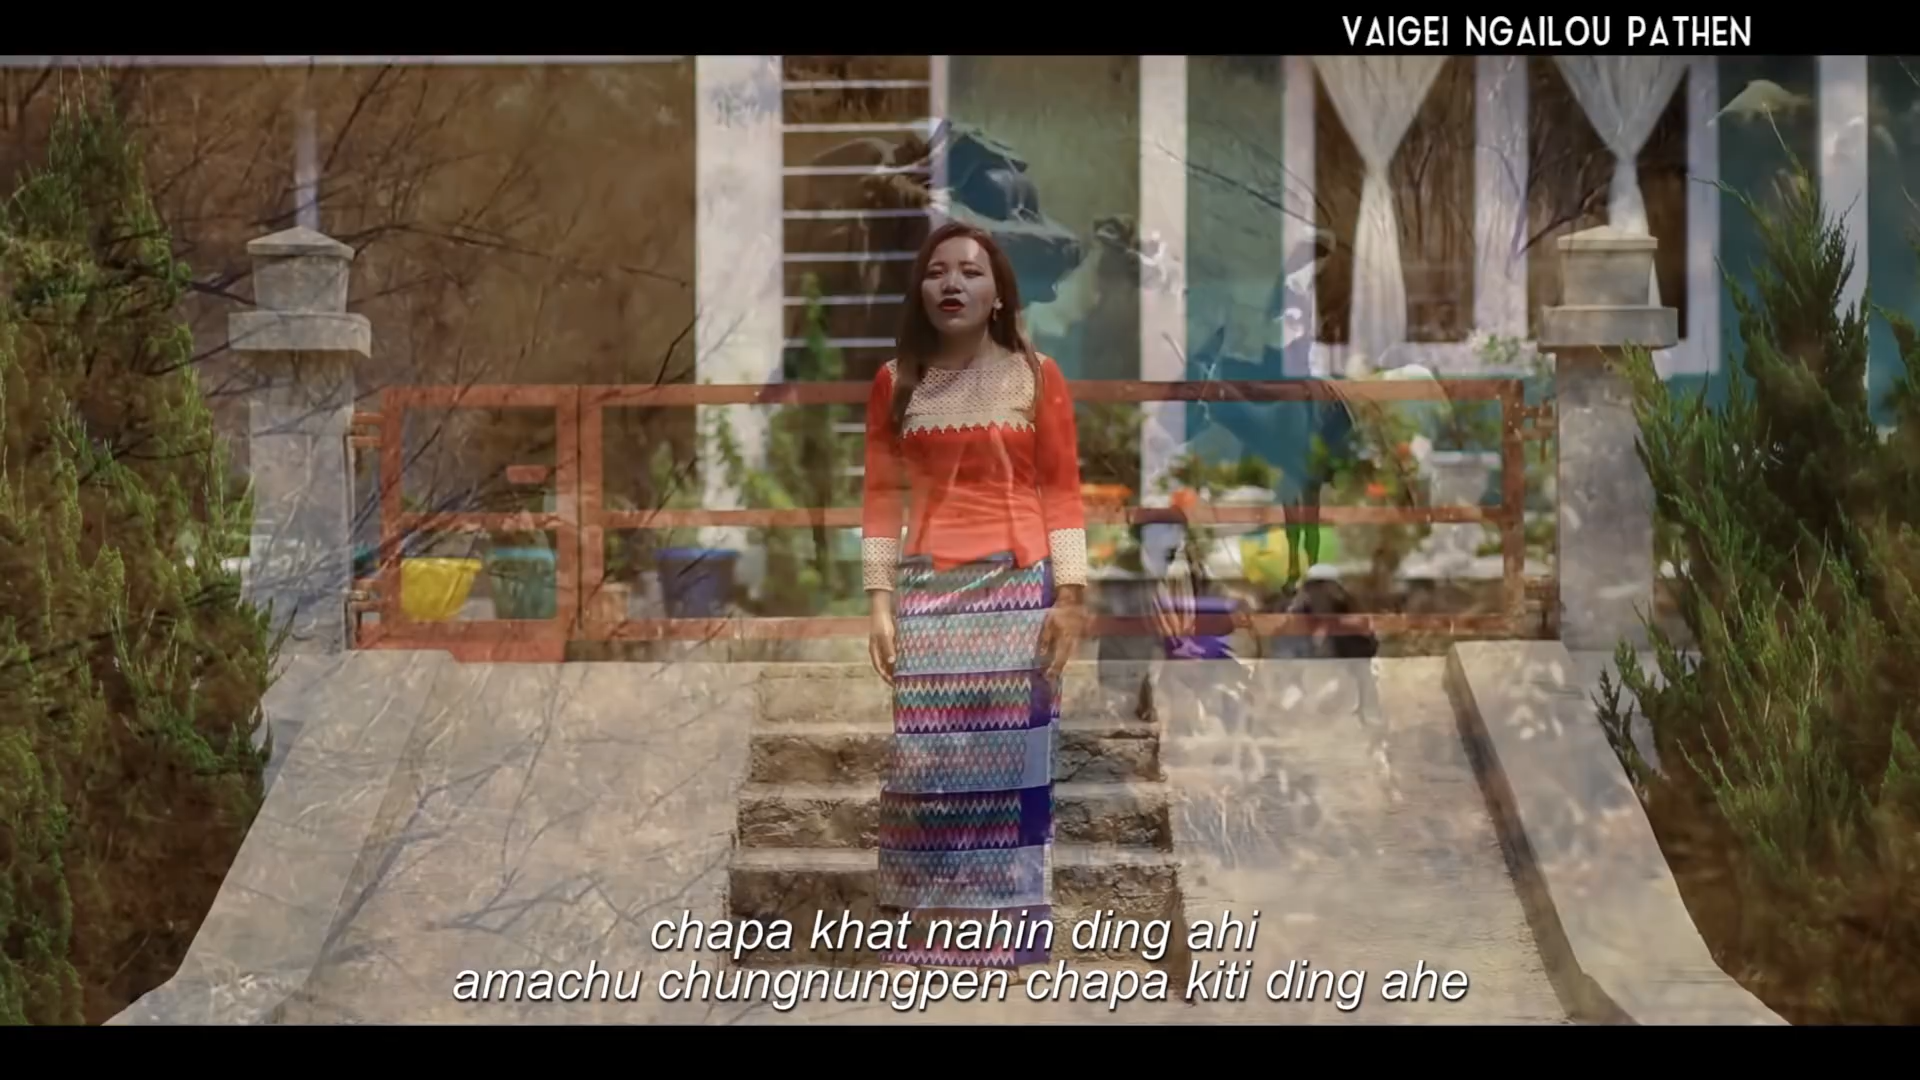 VAIGEI NGAILOU PATHEN
chapa khat nahin ding ahi
amachu chungnungpen chapa kiti ding ahe